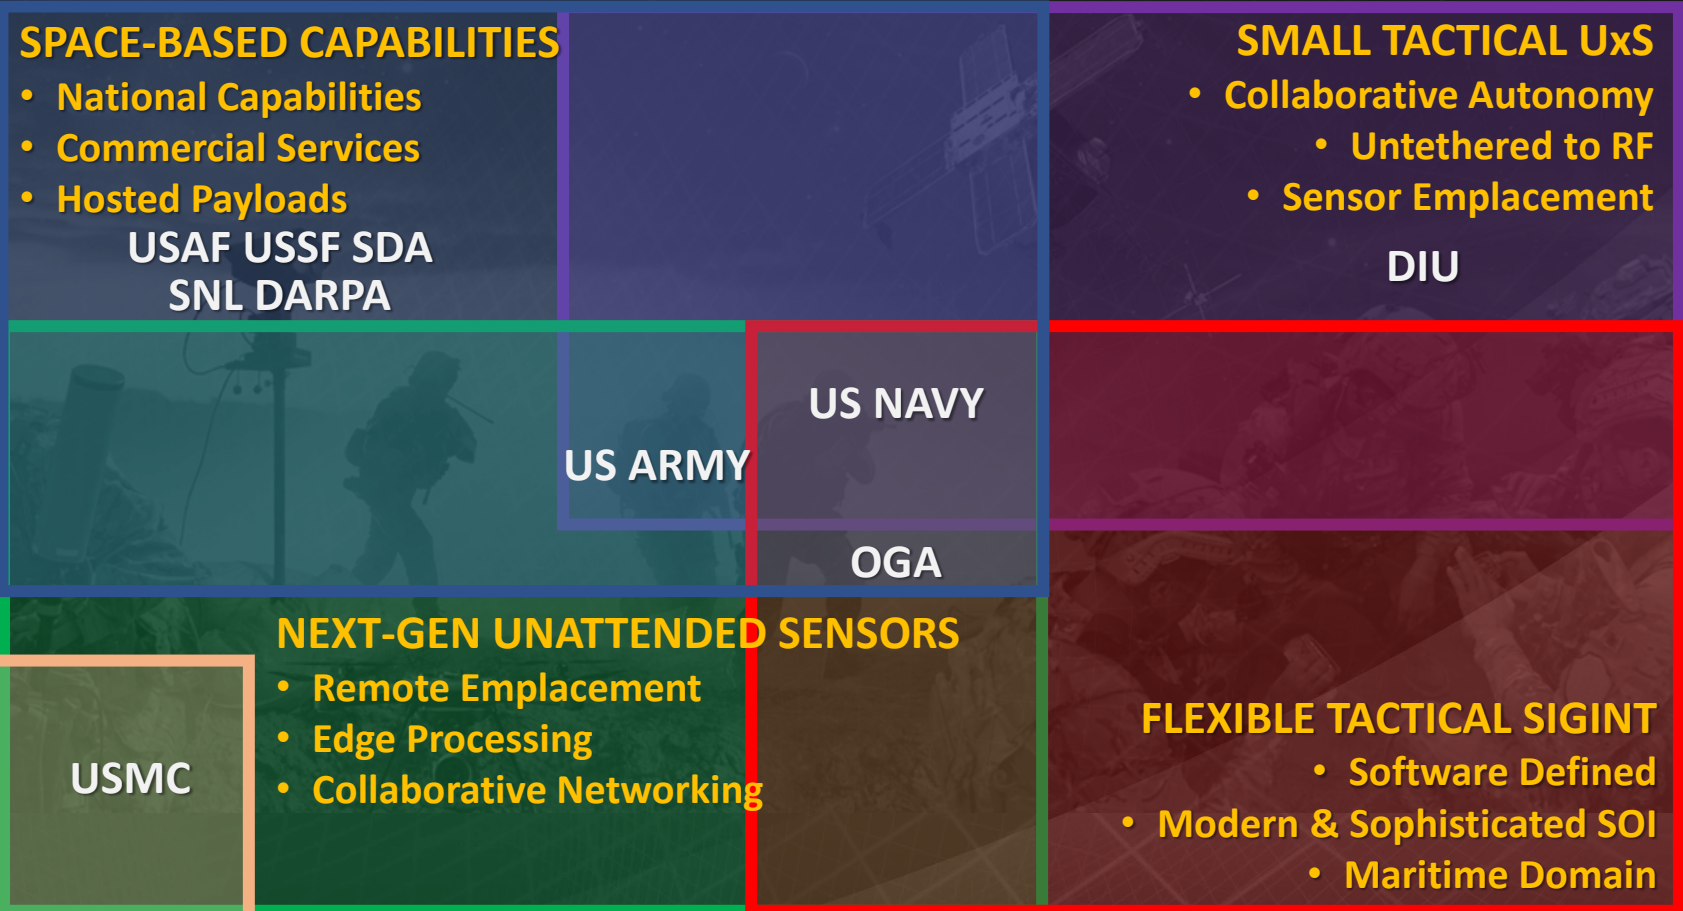 SPACE-BASED CAPABILITIES
• National Capabilities
• Commercial Services
• Hosted Payloads
USAF USSF SDA
SNL DARPA
SMALL TACTICAL UxS
• Collaborative Autonomy
• Untethered to RF
• Sensor Emplacement
DIU
US NAVY
US ARMY
OGA
NEXT-GEN UNATTENDED SENSORS
• Remote Emplacement
• Edge Processing
• Collaborative Networking
USMC
FLEXIBLE TACTICAL SIGINT
• Software Defined
• Modern & Sophisticated SOI
• Maritime Domain